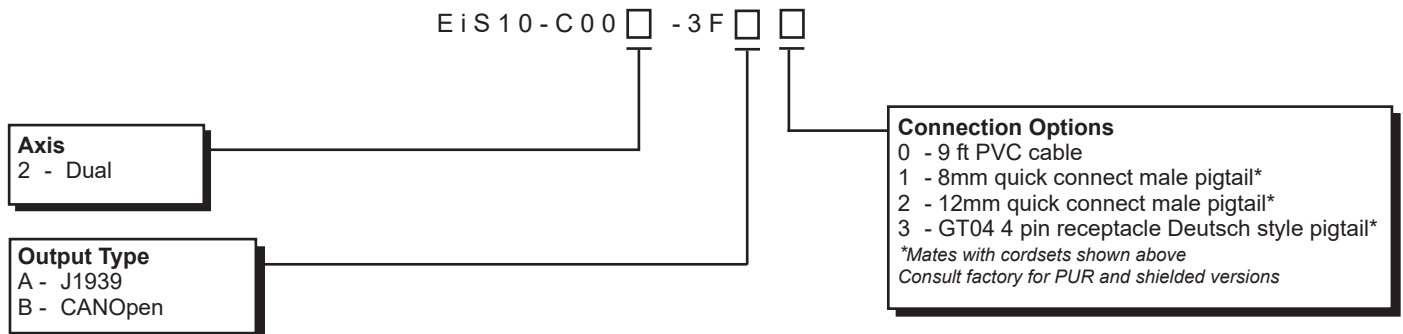 EiS10-C00□ -3F□ □
Axis
2 - Dual
Output Type
A - J1939
B - CANOpen
Connection Options
0 - 9 ft PVC cable
1 - 8mm quick connect male pigtail*
2 - 12mm quick connect male pigtail*
3 - GT04 4 pin receptacle Deutsch style pigtail*
*Mates with cordsets shown above
Consult factory for PUR and shielded versions